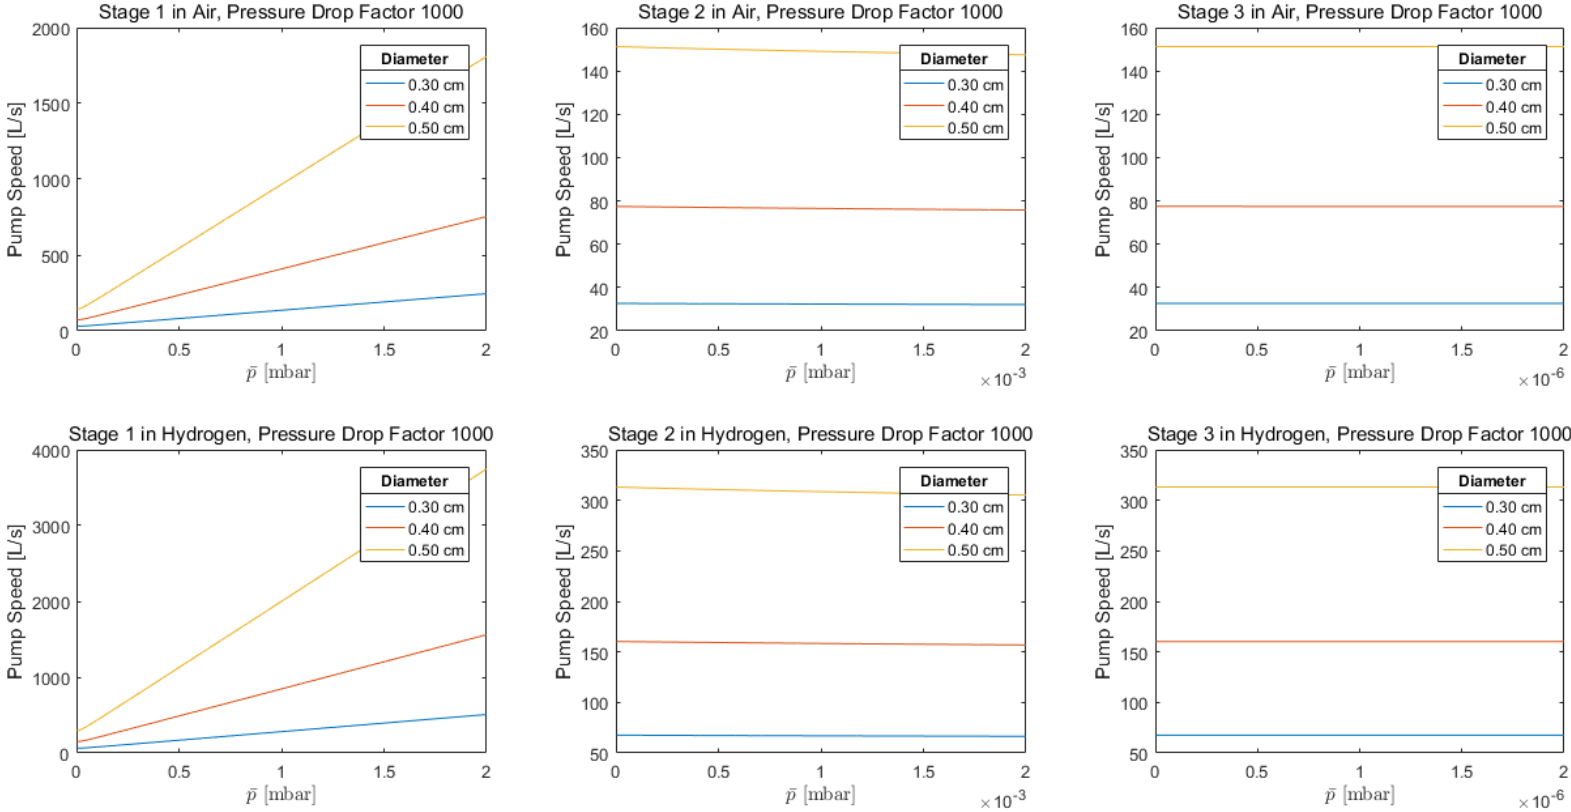 Stage 1 in Air, Pressure Drop Factor 1000
2000
1500
1000
500
0
Pump Speed [L/s]
0 0.5 1 1.5 2
p̄ [mbar]
Diameter
0.30 cm
0.40 cm
0.50 cm
Stage 2 in Air, Pressure Drop Factor 1000
160
140
120
100
80
60
40
20
Pump Speed [L/s]
0 0.5 1 1.5 2
p̄ [mbar]
×10-3
Diameter
0.30 cm
0.40 cm
0.50 cm
Stage 3 in Air, Pressure Drop Factor 1000
160
140
120
100
80
60
40
20
Pump Speed [L/s]
0 0.5 1 1.5 2
p̄ [mbar]
×10-6
Diameter
0.30 cm
0.40 cm
0.50 cm
Stage 1 in Hydrogen, Pressure Drop Factor 1000
4000
3000
2000
1000
0
Pump Speed [L/s]
0 0.5 1 1.5 2
p̄ [mbar]
Diameter
0.30 cm
0.40 cm
0.50 cm
Stage 2 in Hydrogen, Pressure Drop Factor 1000
350
300
250
200
150
100
50
Pump Speed [L/s]
0 0.5 1 1.5 2
p̄ [mbar]
×10-3
Diameter
0.30 cm
0.40 cm
0.50 cm
Stage 3 in Hydrogen, Pressure Drop Factor 1000
350
300
250
200
150
100
50
Pump Speed [L/s]
0 0.5 1 1.5 2
p̄ [mbar]
×10-6
Diameter
0.30 cm
0.40 cm
0.50 cm